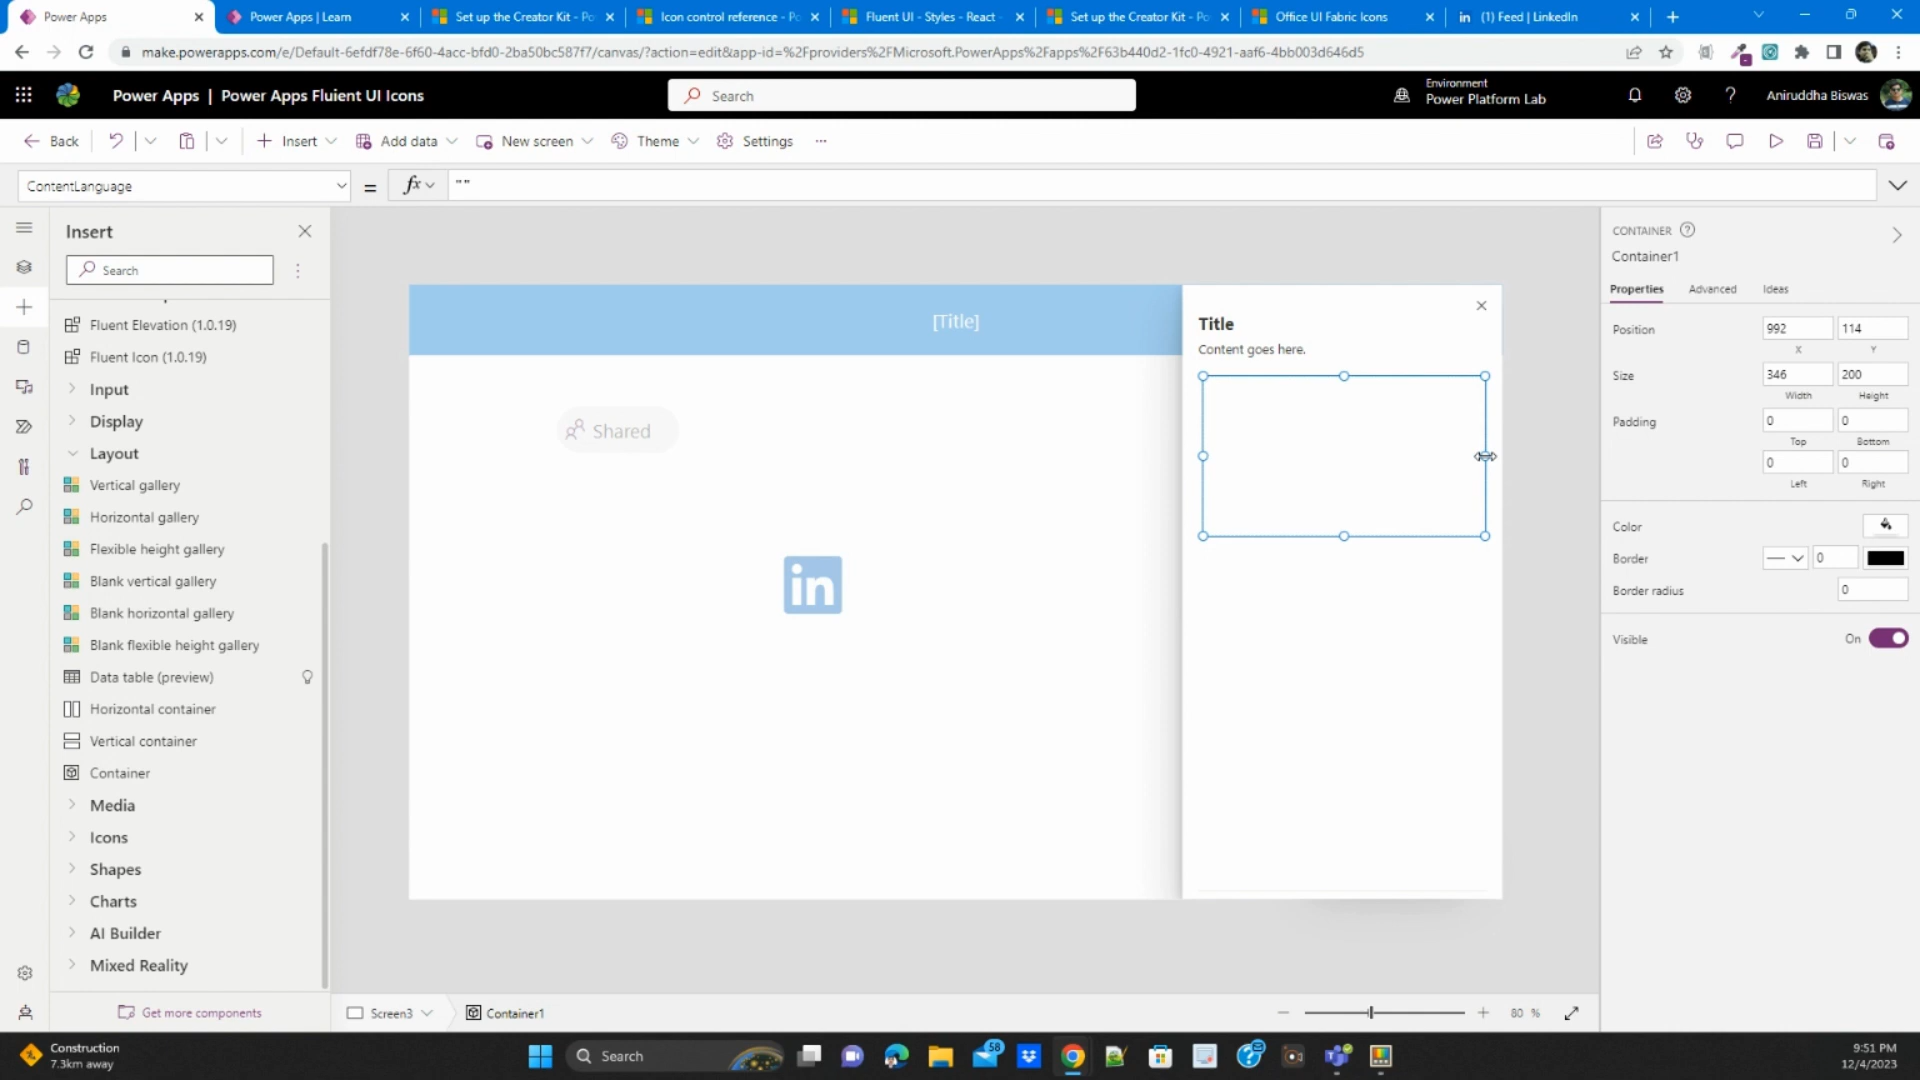 Power Apps
Power Apps | Learn
Set up the Creator Kit - Po
Icon control reference - Po
Fluent UI - Styles - React -
Set up the Creator Kit - Po
Office UI Fabric Icons
in (1) Feed | LinkedIn
make.powerapps.com/e/Default-6efdf78e-6f60-4acc-bfd0-2ba50bc587f7/canvas/?action=edit&app-id=%2Fproviders%2FMicrosoft.PowerApps%2Fapps%2F63b440d2-1fc0-4921-aaf6-4bb003d646d5
Power Apps | Power Apps Fluient UI Icons
Search
Environment
Power Platform Lab
Aniruddha Biswas
Back
Insert
Add data
New screen
Theme
Settings
ContentLanguage
=
fx
""
Insert
Search
Fluent Elevation (1.0.19)
Fluent Icon (1.0.19)
Input
Display
Layout
Vertical gallery
Horizontal gallery
Flexible height gallery
Blank vertical gallery
Blank horizontal gallery
Blank flexible height gallery
Data table (preview)
Horizontal container
Vertical container
Container
Media
Icons
Shapes
Charts
AI Builder
Mixed Reality
Get more components
[Title]
Shared
in
Title
Content goes here.
CONTAINER
Container1
Properties
Advanced
Ideas
Position
992
114
X
Y
Size
346
200
Width
Height
Padding
0
0
Top
Bottom
0
0
Left
Right
Color
Border
0
Border radius
0
Visible
On
Screen3
Container1
80 %
Construction
7.3km away
Search
58
9:51 PM
12/4/2023